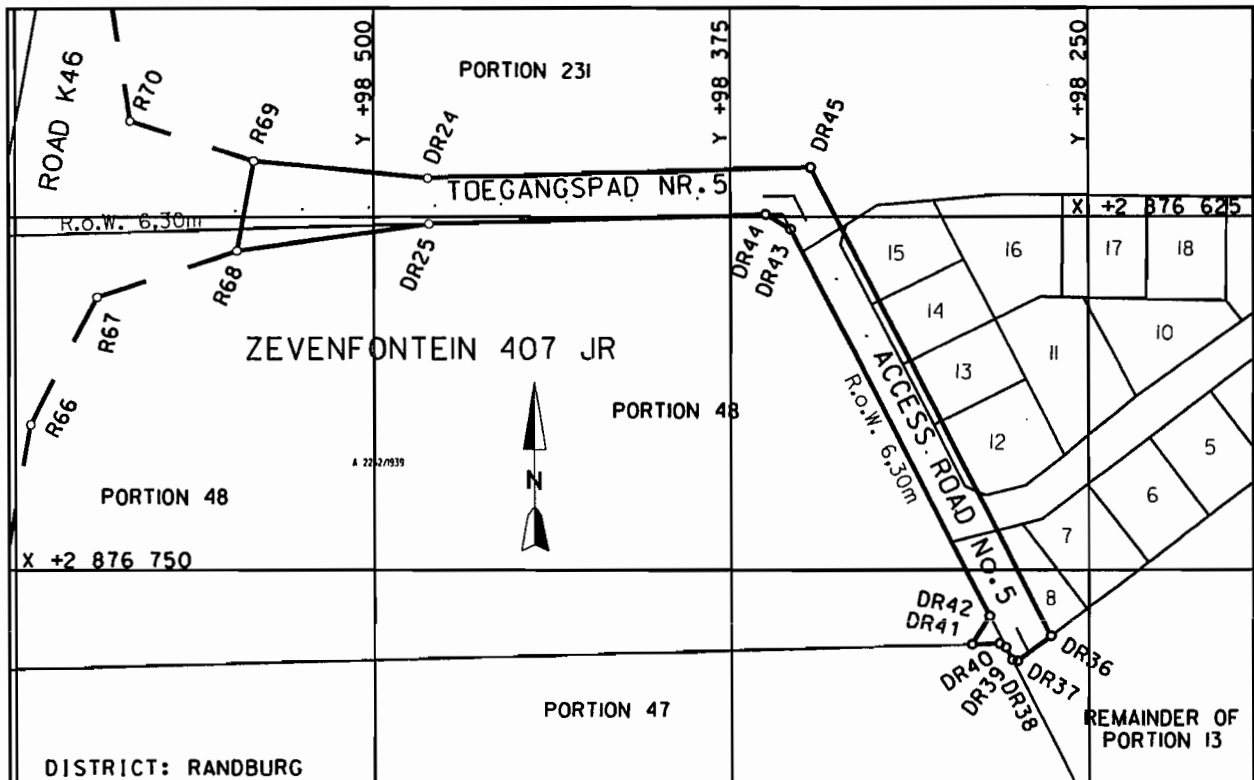 Y +98 500
Y +98 375
Y +98 250
PORTION 231
ROAD K46
R70
R69
DR24
DR45
TOEGANGSPAD NR.5
R.o.W. 6,30m
X +2 876 625
R68
DR25
DR44
DR43
15
16
17
18
R67
14
10
ZEVENFONTEIN 407 JR
11
13
ACCESS ROAD No.5
R.o.W. 6,30m
PORTION 48
R66
12
5
N
PORTION 48
6
7
X +2 876 750
8
DR42
DR41
DR36
DR40
DR39
DR38
DR37
PORTION 47
REMAINDER OF
PORTION 13
DISTRICT: RANDBURG